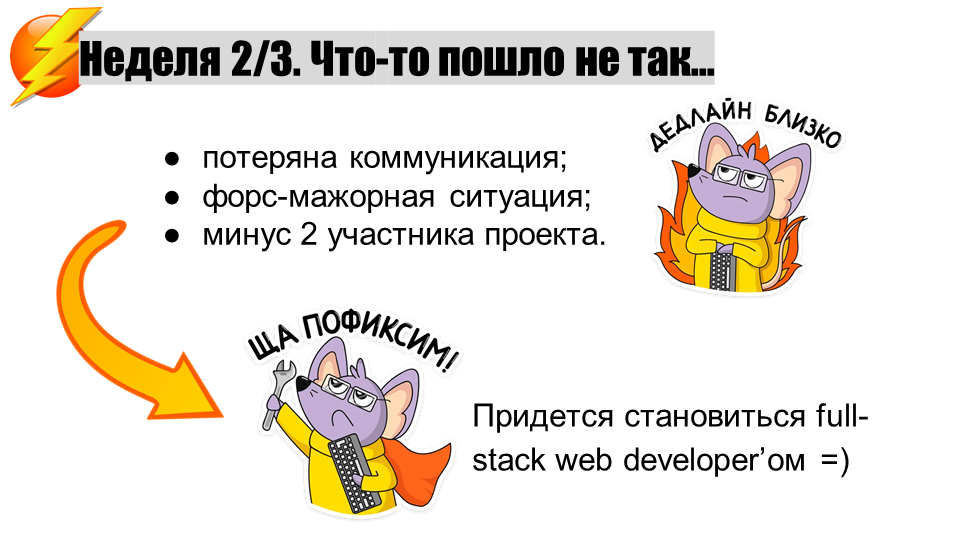 Неделя 2/3. Что-то пошло не так...
ДЕДЛАЙН БЛИЗКО
● потеряна коммуникация;
● форс-мажорная ситуация;
● минус 2 участника проекта.
ЩА ПОФИКСИМ!
Придется становиться full-
stack web developer’ом =)